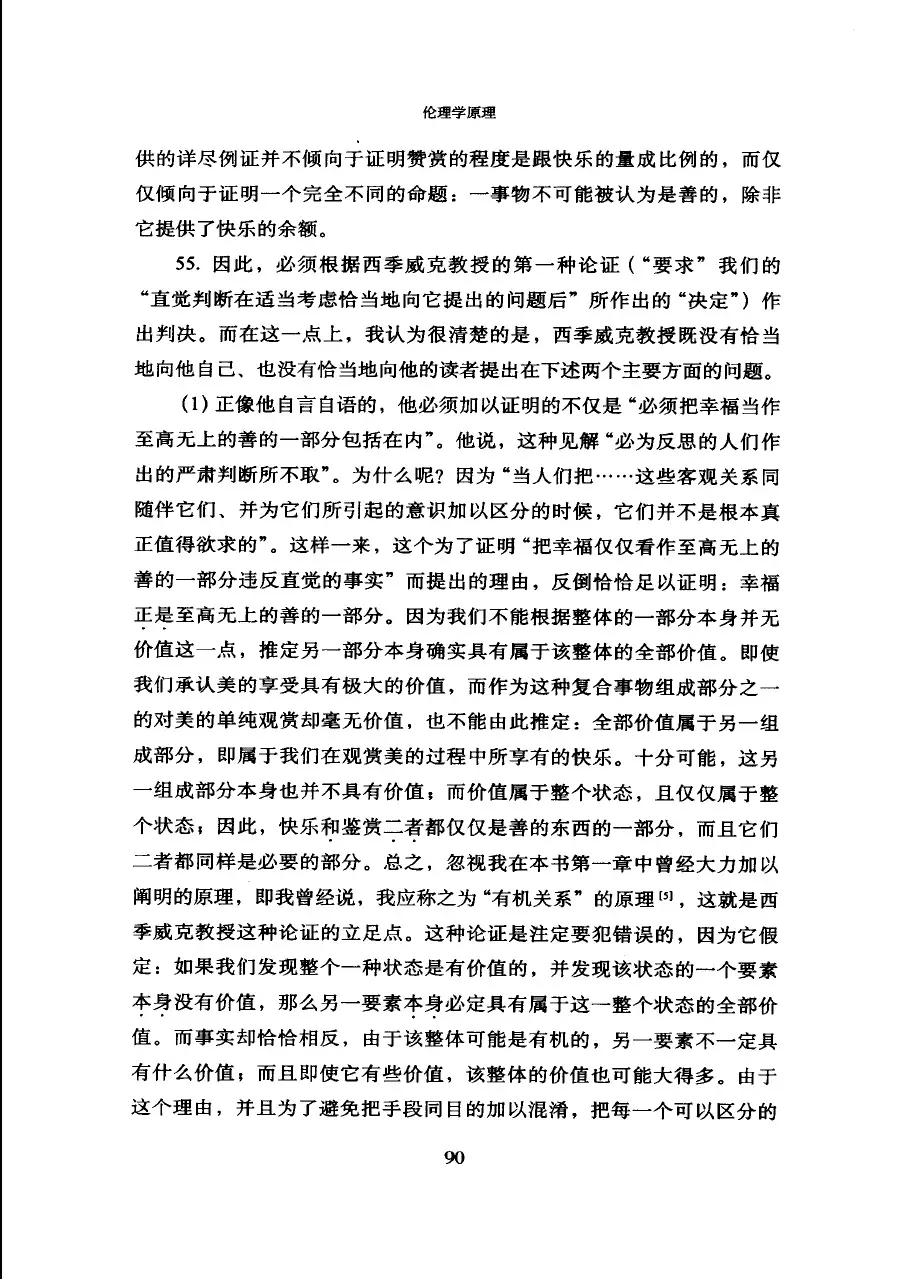 伦理学原理
供的详尽例证并不倾向于证明赞赏的程度是跟快乐的量成比例的，而仅
仅倾向于证明一个完全不同的命题：一事物不可能被认为是善的，除非
它提供了快乐的余额。
55. 因此，必须根据西季威克教授的第一种论证（“要求”我们的
“直觉判断在适当考虑恰当地向它提出的问题后”所作出的“决定”）作
出判决。而在这一点上，我认为很清楚的是，西季威克教授既没有恰当
地向他自己、也没有恰当地向他的读者提出在下述两个主要方面的问题。
(1) 正像他自言自语的，他必须加以证明的不仅是“必须把幸福当作
至高无上的善的一部分包括在内”。他说，这种见解“必为反思的人们作
出的严肃判断所不取”。为什么呢？因为“当人们把……这些客观关系同
随伴它们、并为它们所引起的意识加以区分的时候，它们并不是根本真
正值得欲求的”。这样一来，这个为了证明“把幸福仅仅看作至高无上的
善的一部分违反直觉的事实”而提出的理由，反倒恰恰足以证明：幸福
正是至高无上的善的一部分。因为我们不能根据整体的一部分本身并无
价值这一点，推定另一部分本身确实具有属于该整体的全部价值。即使
我们承认美的享受具有极大的价值，而作为这种复合事物组成部分之一
的对美的单纯观赏却毫无价值，也不能由此推定：全部价值属于另一组
成部分，即属于我们在观赏美的过程中所享有的快乐。十分可能，这另
一组成部分本身也并不具有价值；而价值属于整个状态，且仅仅属于整
个状态；因此，快乐和鉴赏二者都仅仅是善的东西的一部分，而且它们
二者都同样是必要的部分。总之，忽视我在本书第一章中曾经大力加以
阐明的原理，即我曾经说，我应称之为“有机关系”的原理[5]，这就是西
季威克教授这种论证的立足点。这种论证是注定要犯错误的，因为它假
定：如果我们发现整个一种状态是有价值的，并发现该状态的一个要素
本身没有价值，那么另一要素本身必定具有属于这一整个状态的全部价
值。而事实却恰恰相反，由于该整体可能是有机的，另一要素不一定具
有什么价值；而且即使它有些价值，该整体的价值也可能大得多。由于
这个理由，并且为了避免把手段同目的加以混淆，把每一个可以区分的
90